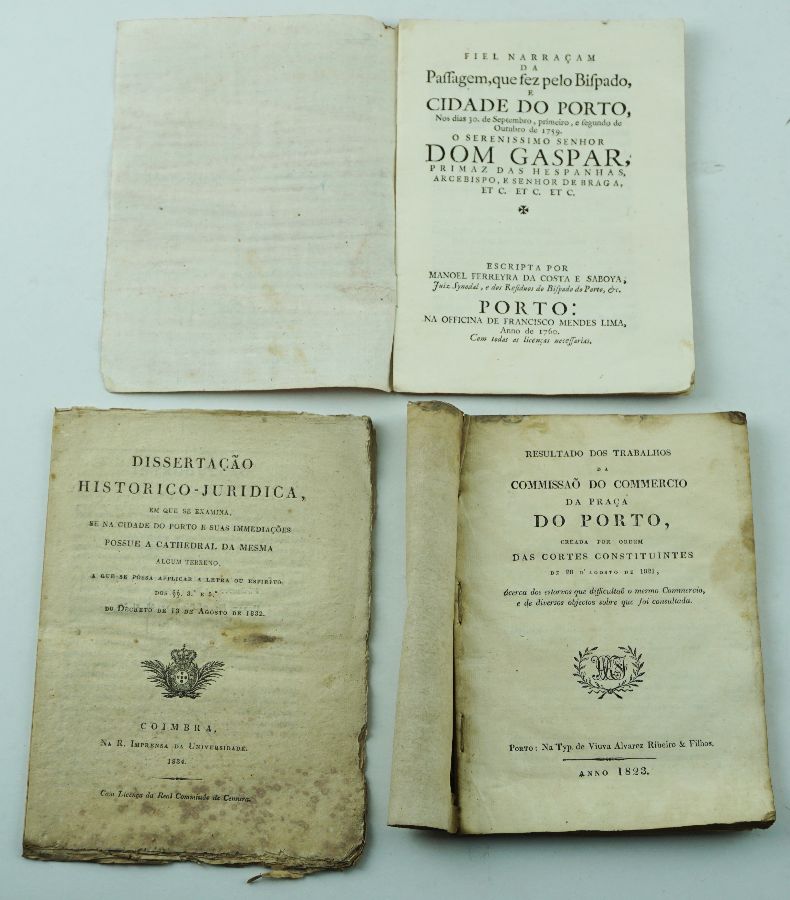 FIEL NARRAÇAM
DA
Paſſagem, que fez pelo Biſpado,
E
CIDADE DO PORTO,
Nos dias 30. de Septembro, primeiro, e ſegundo de
Outubro de 1759.
O SERENISSIMO SENHOR
DOM GASPAR,
PRIMAZ DAS HESPANHAS,
ARCEBISPO, E SENHOR DE BRAGA,
ET C. ET C. ET C.
ESCRIPTA POR
MANOEL FERREYRA DA COSTA E SABOYA,
Juiz Synodal, e dos Reſiduos do Biſpado do Porto, &c.
PORTO:
NA OFFICINA DE FRANCISCO MENDES LIMA,
Anno de 1760.
Com todas as licenças neceſſarias.
DISSERTAÇÃO
HISTORICO-JURIDICA,
EM QUE SE EXAMINA,
SE NA CIDADE DO PORTO E SUAS IMMEDIAÇÕES
POSSUE A CATHEDRAL DA MESMA
ALGUM TERRENO,
A QUE SE POSSA APPLICAR A LETRA OU ESPIRITO
DOS §§. 3.º E 5.º
DO DECRETO DE 13 DE AGOSTO DE 1832.
COIMBRA,
NA R. IMPRENSA DA UNIVERSIDADE.
1834.
Com Licença da Real Commissão de Censura.
RESULTADO DOS TRABALHOS
DA
COMMISSAÕ DO COMMERCIO
DA PRAÇA
DO PORTO,
CREADA POR ORDEM
DAS CORTES CONSTITUINTES
DE 28 D'AGOSTO DE 1821,
ácerca dos estorvos que difficultaõ o mesmo Commercio,
e de diversos objectos sobre que foi consultada.
PORTO: Na Typ. de Viuva Alvarez Ribeiro & Filhos.
ANNO 1823.